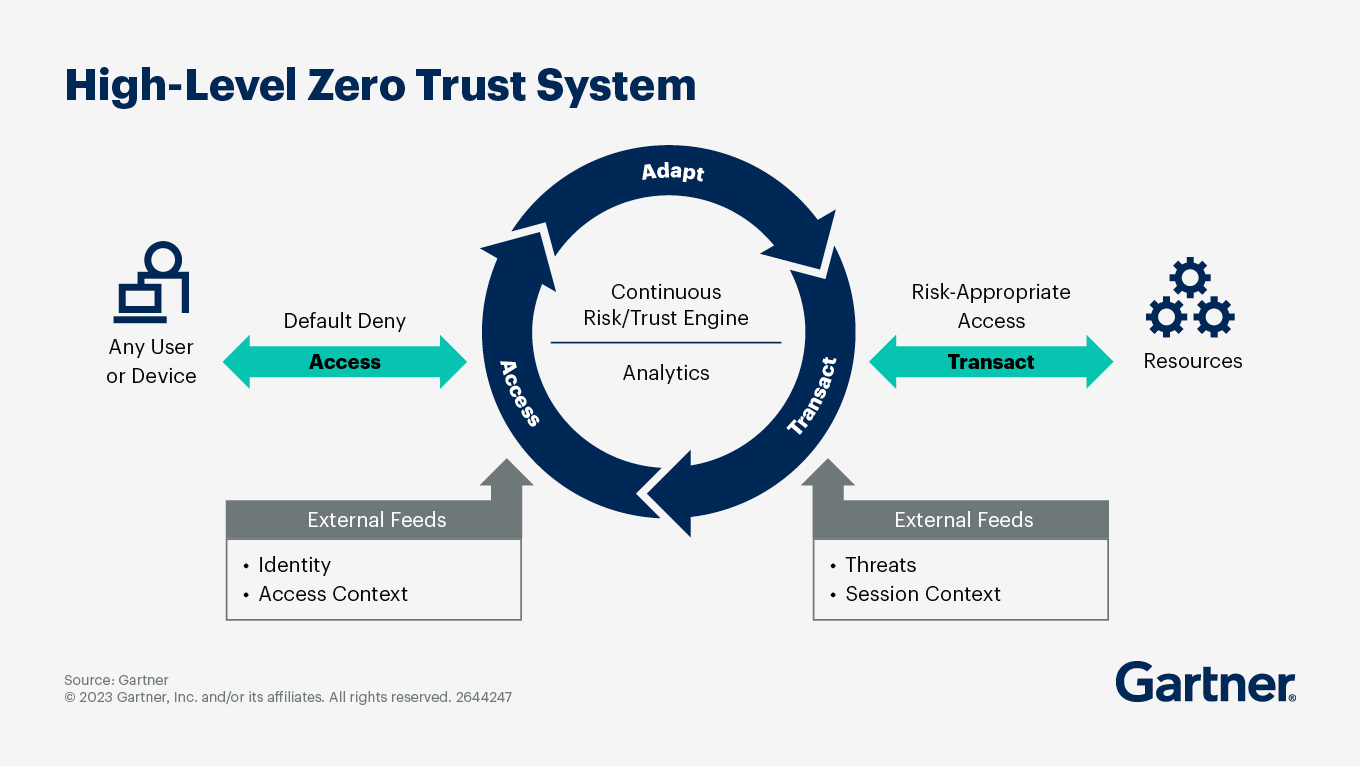 High-Level Zero Trust System
Adapt
Any User
or Device
Default Deny
Access
Access
Continuous
Risk/Trust Engine
Analytics
Transact
Risk-Appropriate
Access
Transact
Resources
External Feeds
• Identity
• Access Context
External Feeds
• Threats
• Session Context
Source: Gartner
© 2023 Gartner, Inc. and/or its affiliates. All rights reserved. 2644247
Gartner®